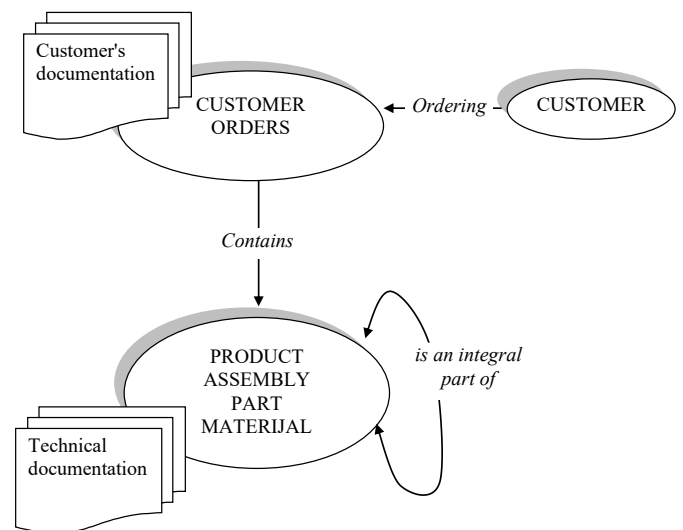 Customer's
documentation
CUSTOMER
ORDERS
Ordering
CUSTOMER
Contains
PRODUCT
ASSEMBLY
PART
MATERIJAL
is an integral
part of
Technical
documentation